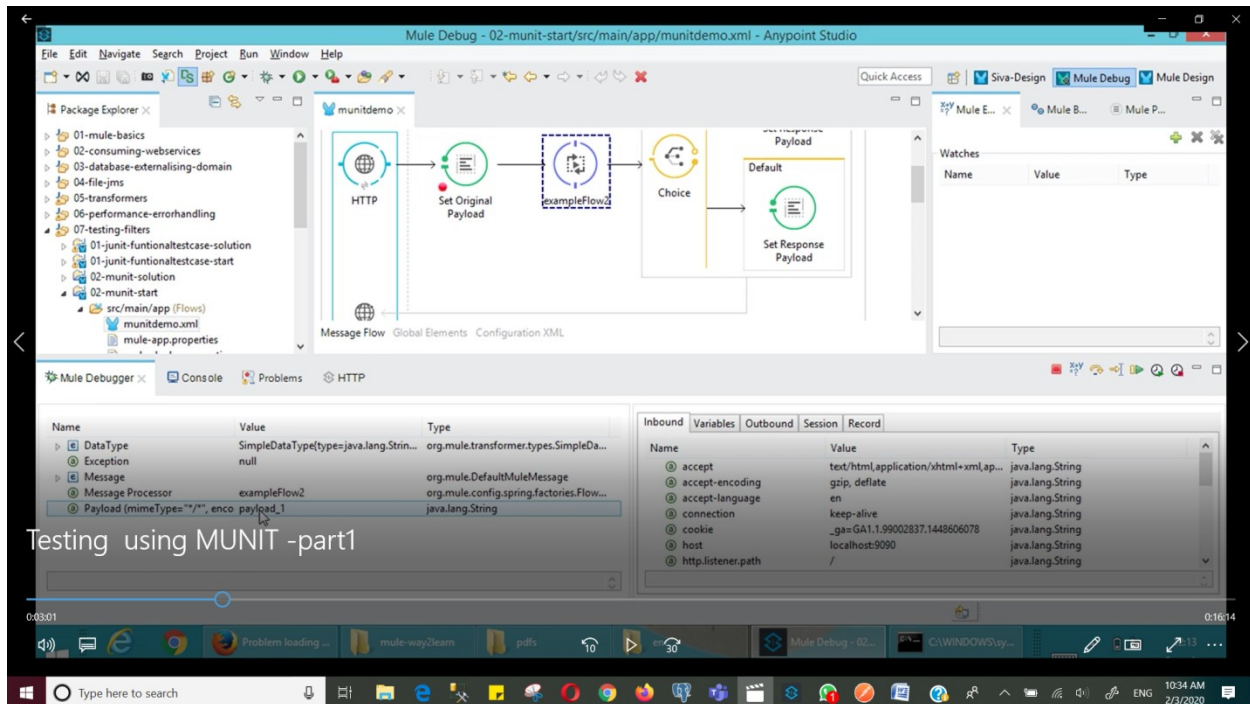 Mule Debug - 02-munit-start/src/main/app/munitdemo.xml - Anypoint Studio
File Edit Navigate Search Project Run Window Help
Quick Access
Siva-Design
Mule Debug
Mule Design
Package Explorer
01-mule-basics
02-consuming-webservices
03-database-externalising-domain
04-file-jms
05-transformers
06-performance-errorhandling
07-testing-filters
01-junit-funtionaltestcase-solution
01-junit-funtionaltestcase-start
02-munit-solution
02-munit-start
src/main/app (Flows)
munitdemo.xml
mule-app.properties
munitdemo
HTTP
Set Original
Payload
exampleFlow2
Choice
Set Response
Payload
Default
Set Response
Payload
Message Flow Global Elements Configuration XML
Mule E...
Mule B...
Mule P...
Watches
Name Value Type
Mule Debugger
Console
Problems
HTTP
Name Value Type
DataType SimpleDataType{type=java.lang.Strin... org.mule.transformer.types.SimpleDa...
Exception null
Message org.mule.DefaultMuleMessage
Message Processor exampleFlow2 org.mule.config.spring.factories.Flow...
Payload (mimeType="*/*", enco payload_1 java.lang.String
Inbound Variables Outbound Session Record
Name Value Type
accept text/html,application/xhtml+xml,ap... java.lang.String
accept-encoding gzip, deflate java.lang.String
accept-language en java.lang.String
connection keep-alive java.lang.String
cookie _ga=GA1.1.99002837.1448606078 java.lang.String
host localhost:9090 java.lang.String
http.listener.path / java.lang.String
Testing using MUNIT -part1
0:03:01
0:16:14
Problem loading ...
mule-way2learn
pdfs
10
30
Mule Debug - 02...
C:\WINDOWS\sy...
Type here to search
ENG
10:34 AM
2/3/2020